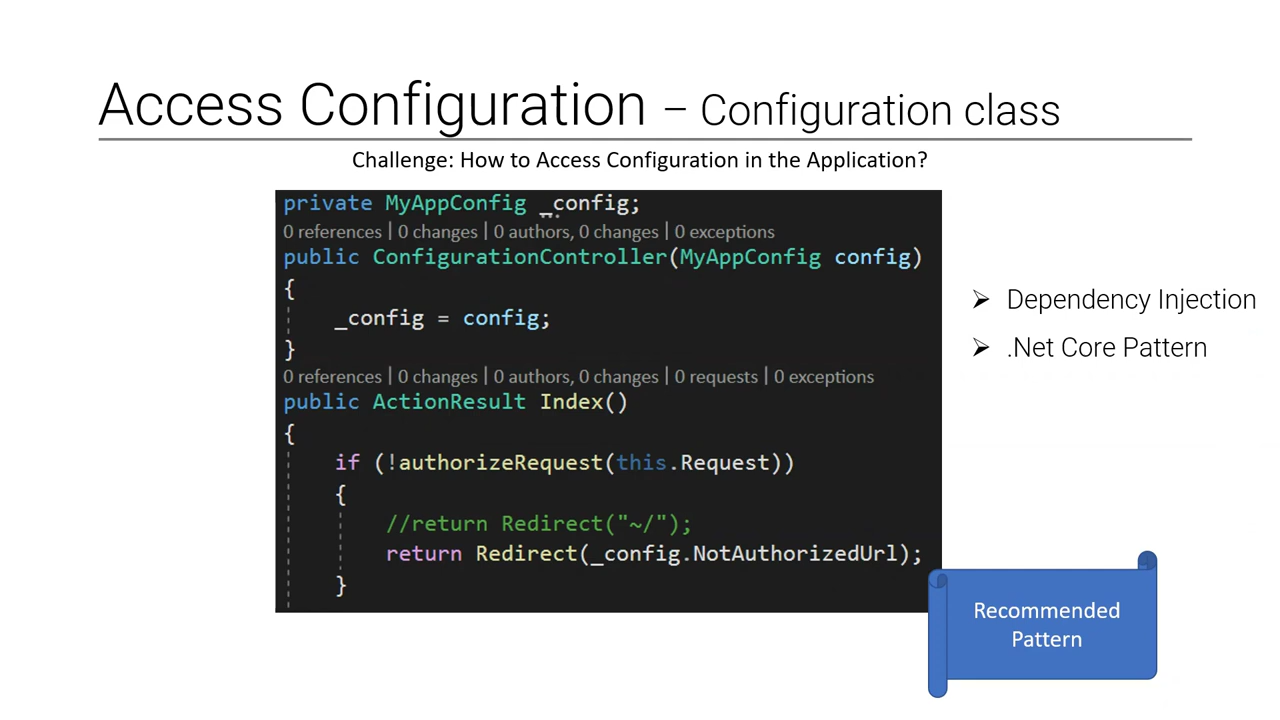 Access Configuration – Configuration class
Challenge: How to Access Configuration in the Application?
private MyAppConfig _config;
0 references | 0 changes | 0 authors, 0 changes | 0 exceptions
public ConfigurationController(MyAppConfig config)
{
_config = config;
}
0 references | 0 changes | 0 authors, 0 changes | 0 requests | 0 exceptions
public ActionResult Index()
{
if (!authorizeRequest(this.Request))
{
//return Redirect("~/");
return Redirect(_config.NotAuthorizedUrl);
}
➢ Dependency Injection
➢ .Net Core Pattern
Recommended
Pattern